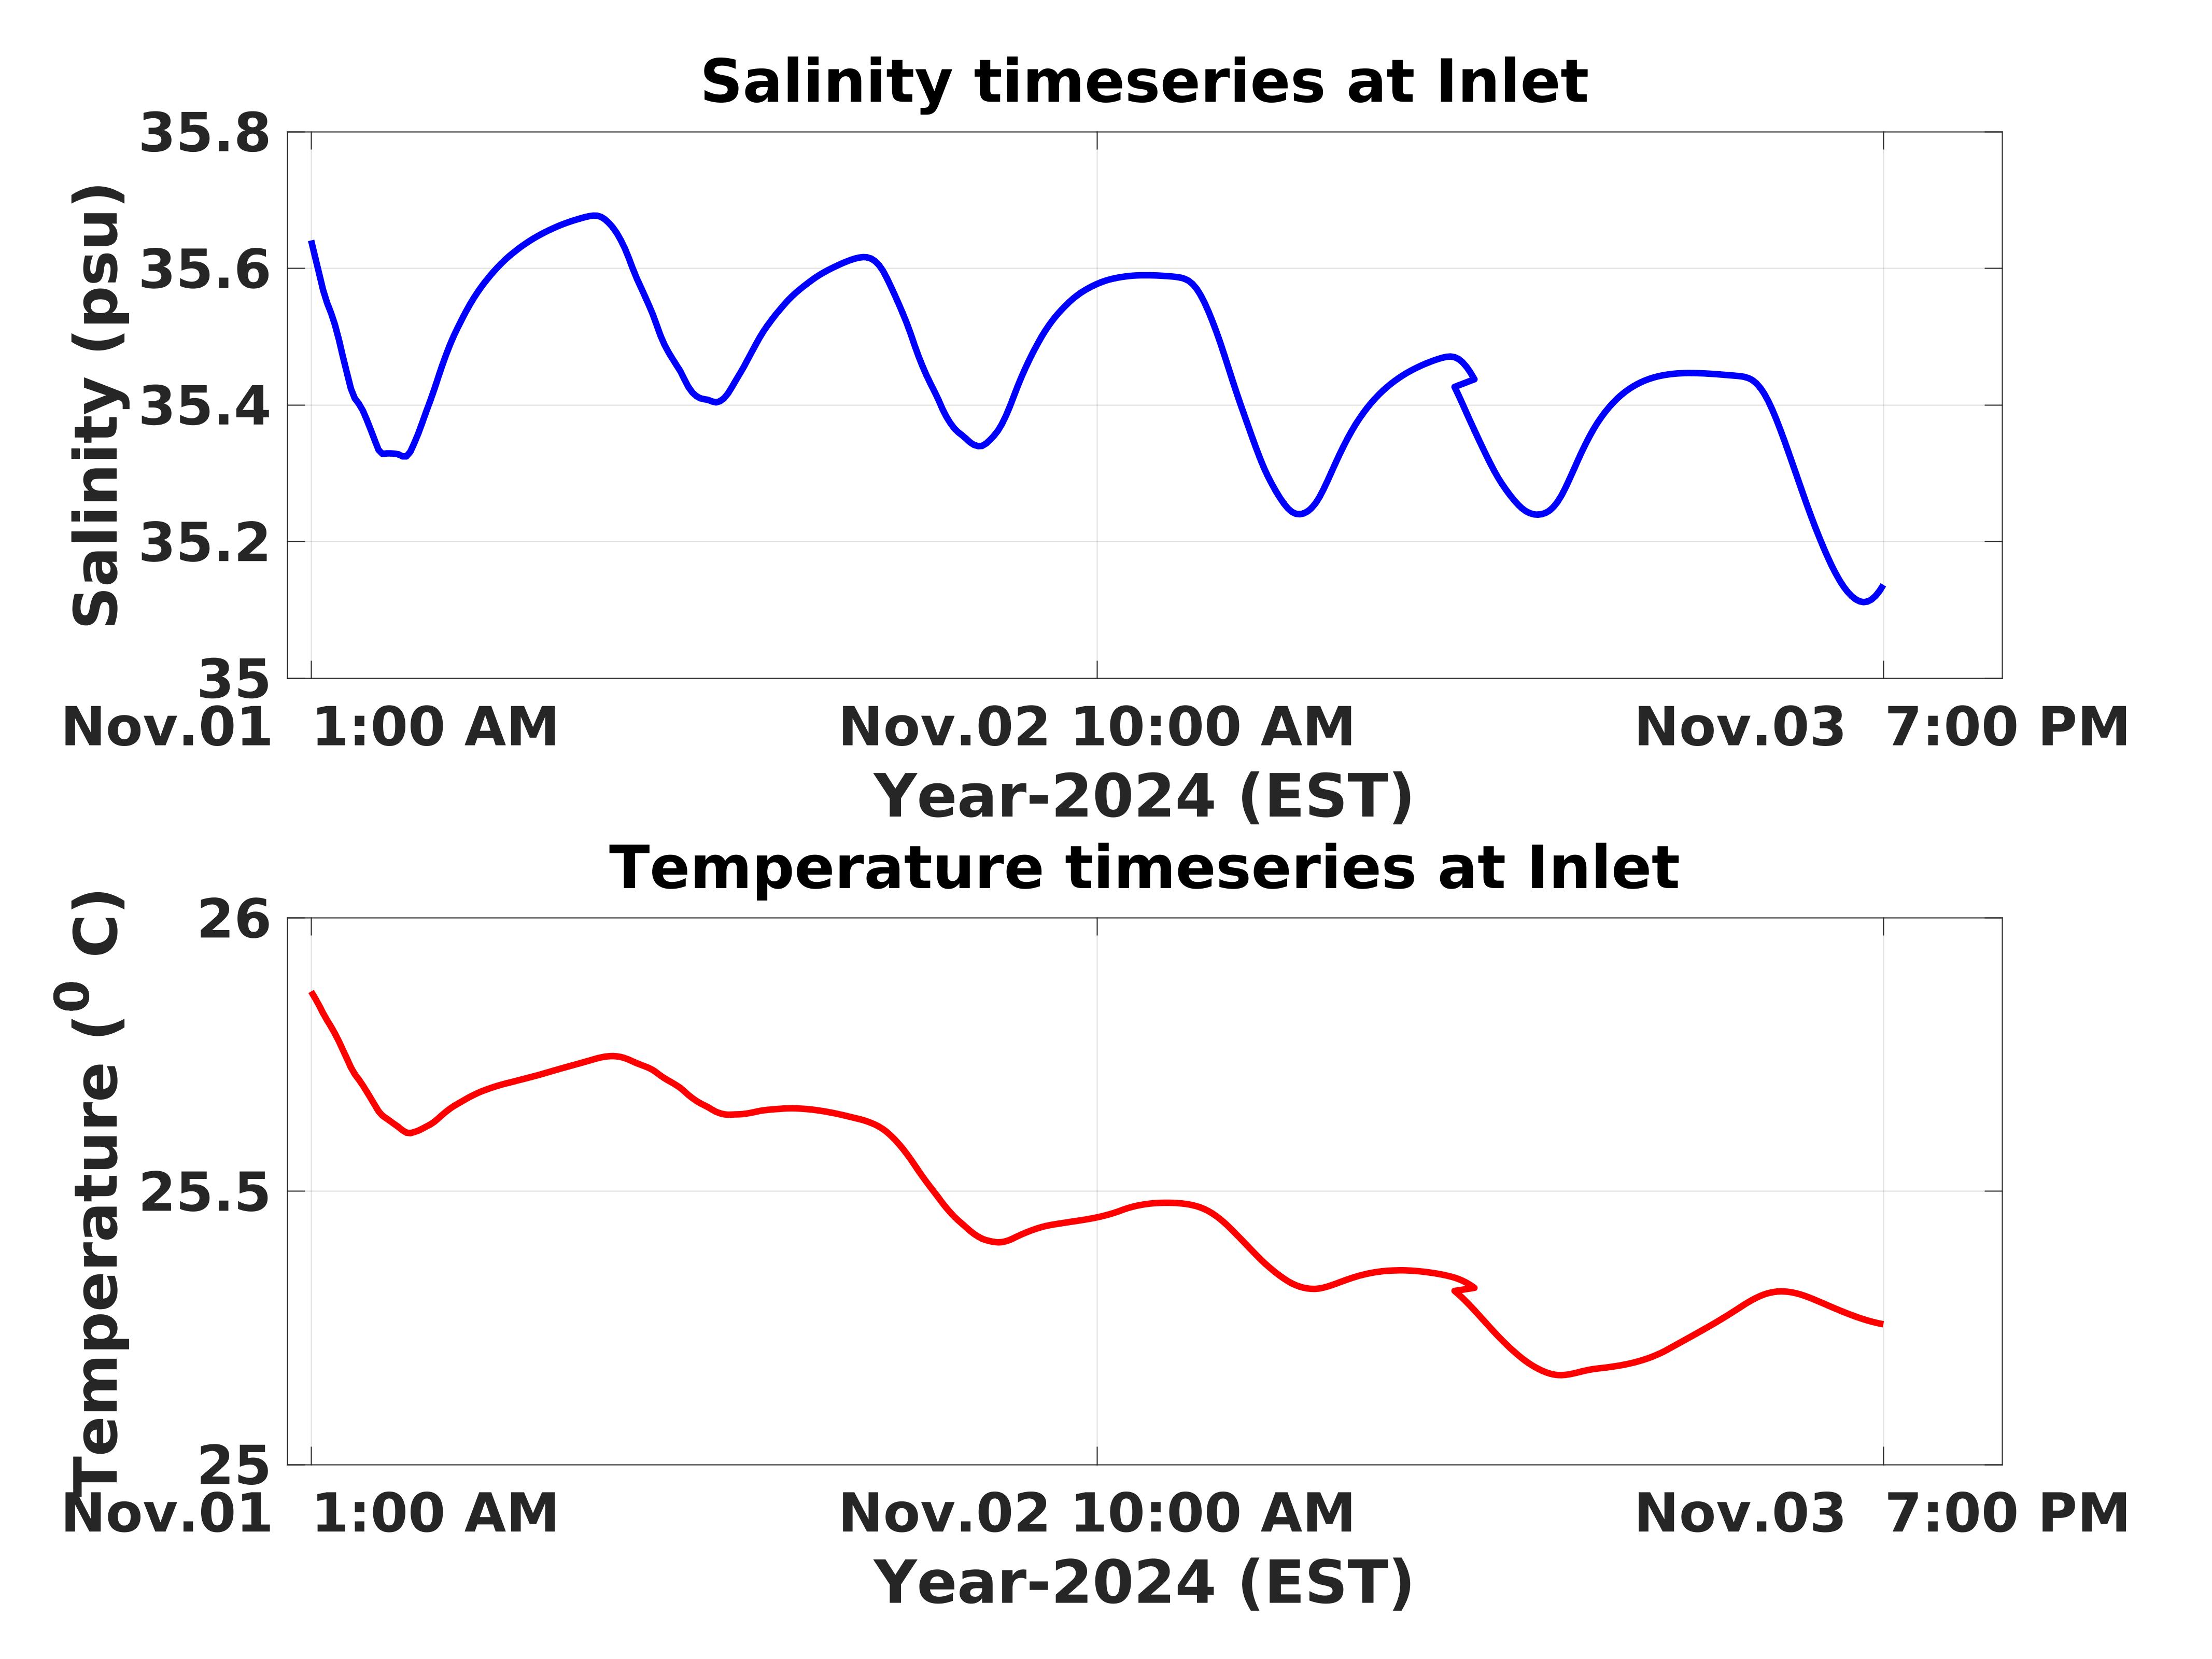 Salinity timeseries at Inlet
Salinity (psu)
35.8
35.6
35.4
35.2
35
Nov.01  1:00 AM
Nov.02 10:00 AM
Nov.03  7:00 PM
Year-2024 (EST)
Temperature timeseries at Inlet
Temperature (⁰ C)
26
25.5
25
Nov.01  1:00 AM
Nov.02 10:00 AM
Nov.03  7:00 PM
Year-2024 (EST)